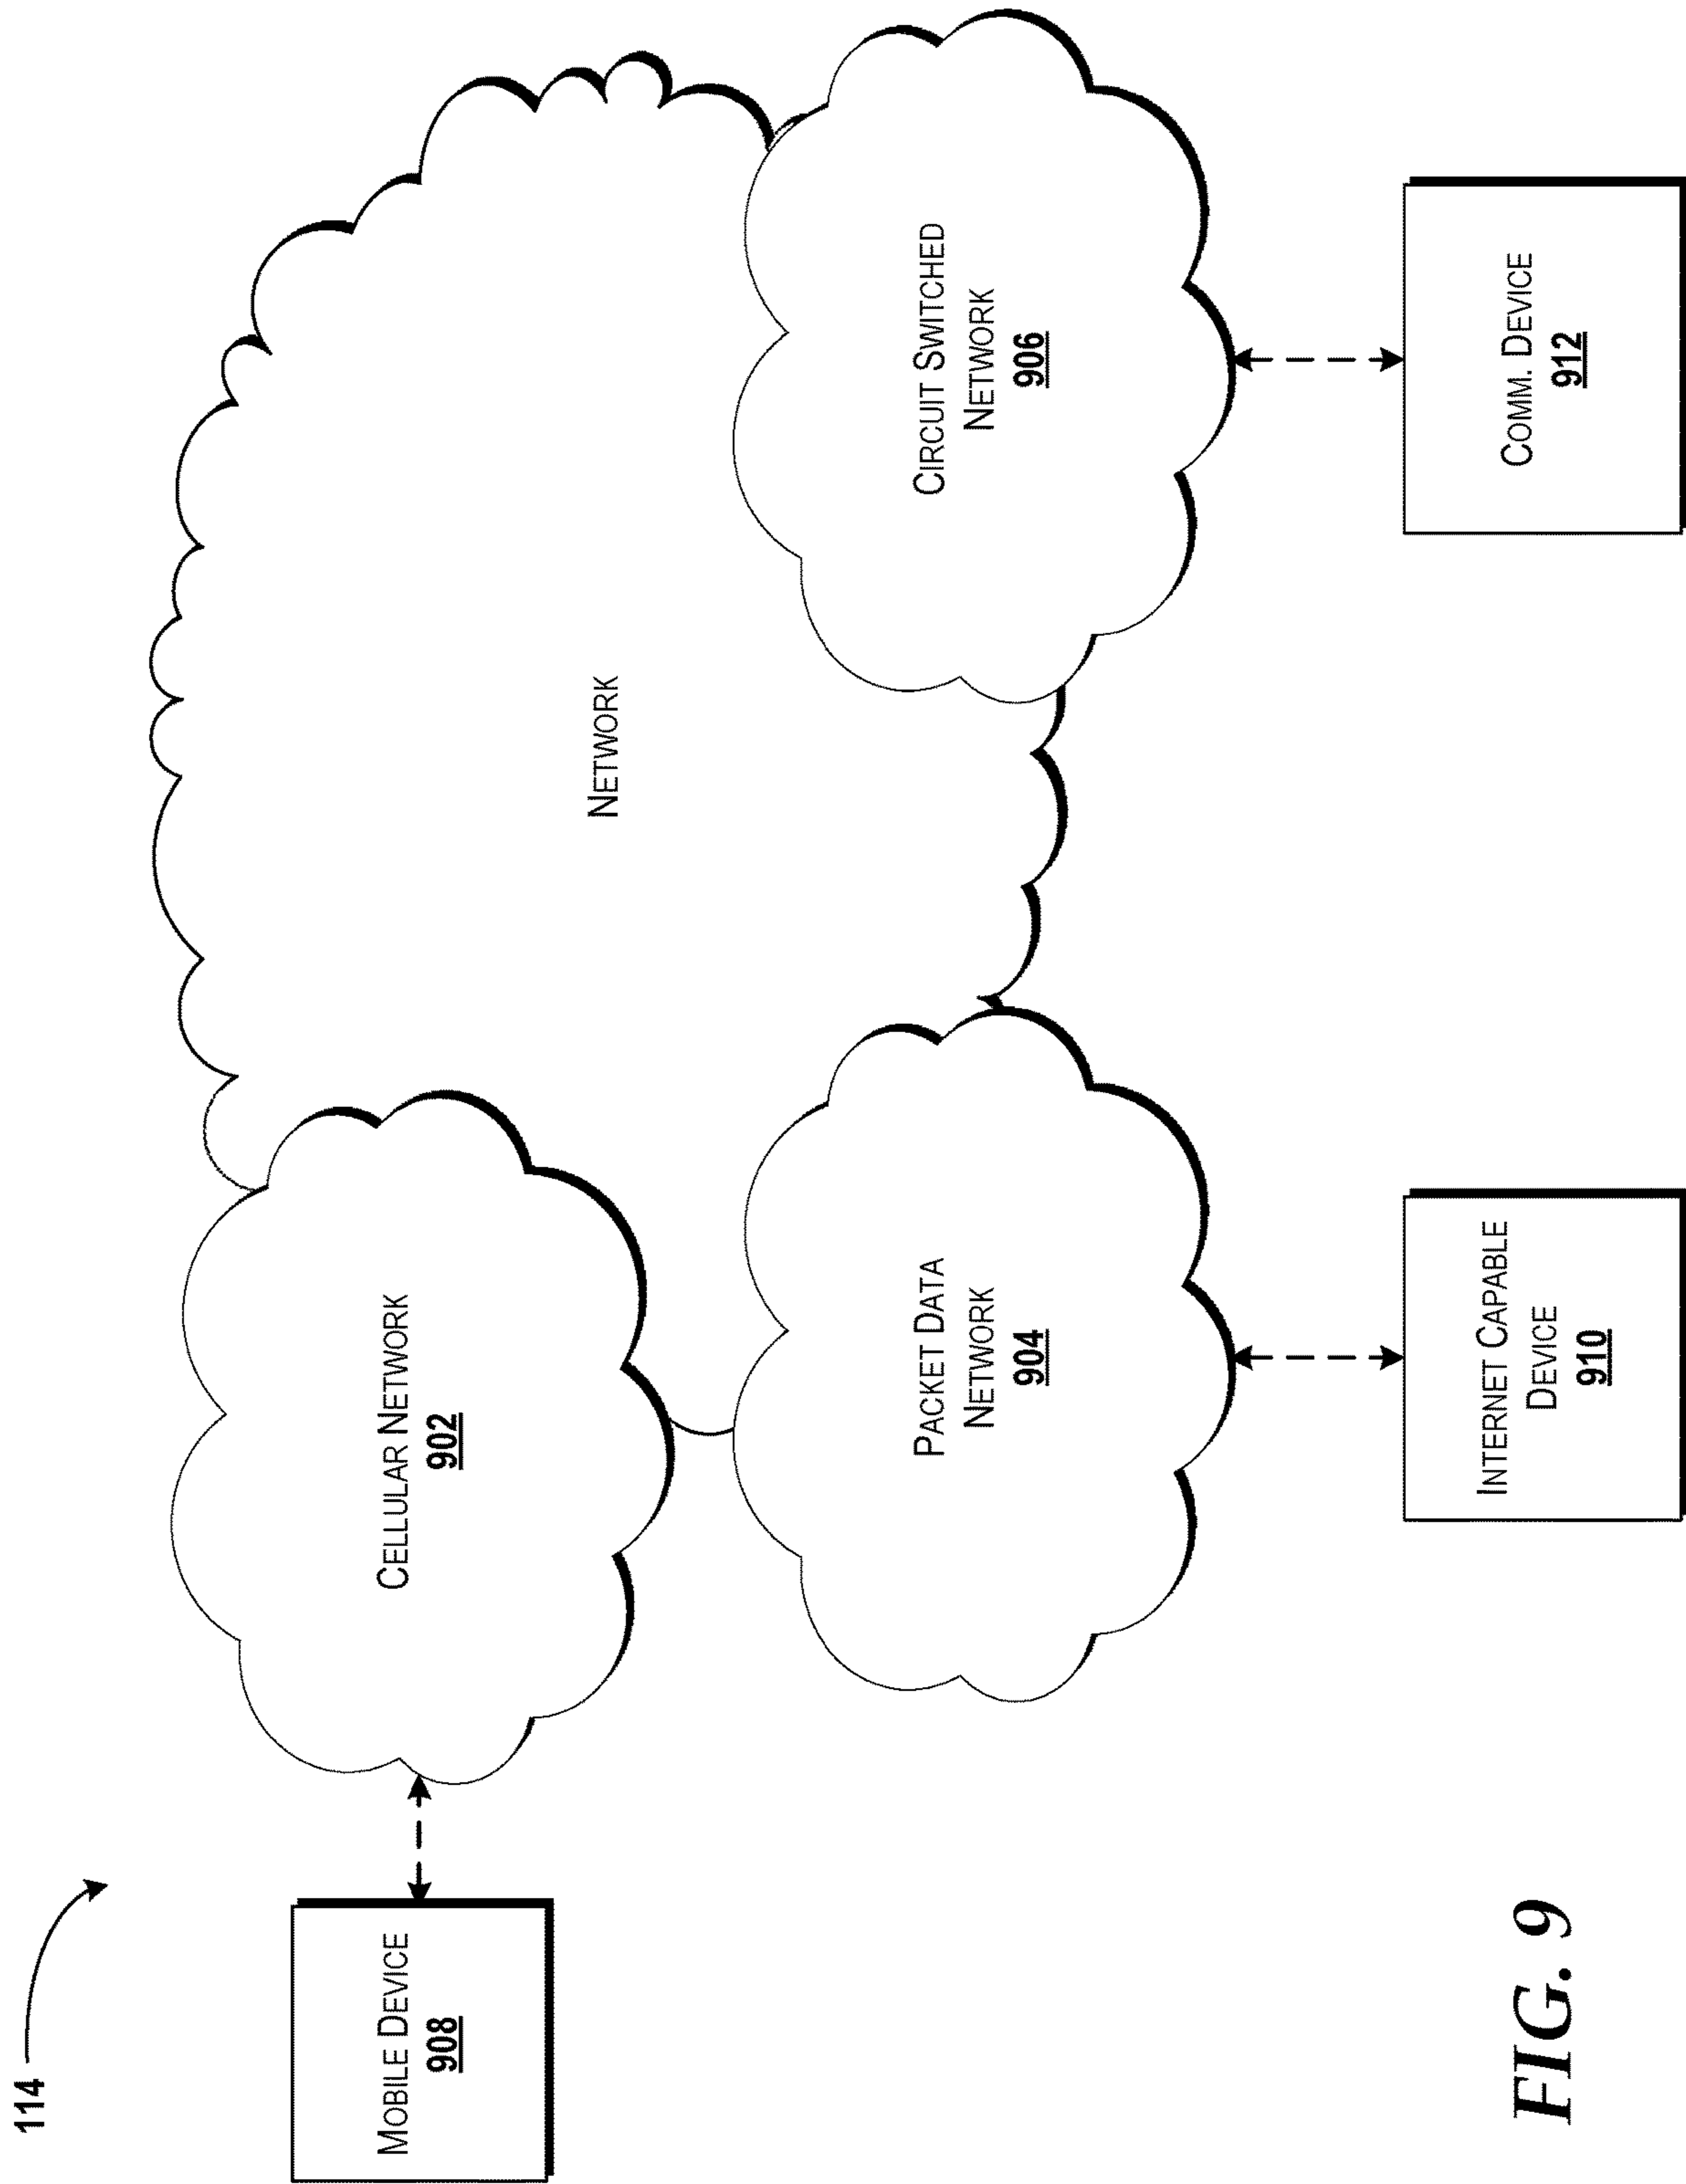 114
NETWORK
MOBILE DEVICE
908
CELLULAR NETWORK
902
PACKET DATA
NETWORK
904
CIRCUIT SWITCHED
NETWORK
906
INTERNET CAPABLE
DEVICE
910
COMM. DEVICE
912
FIG. 9